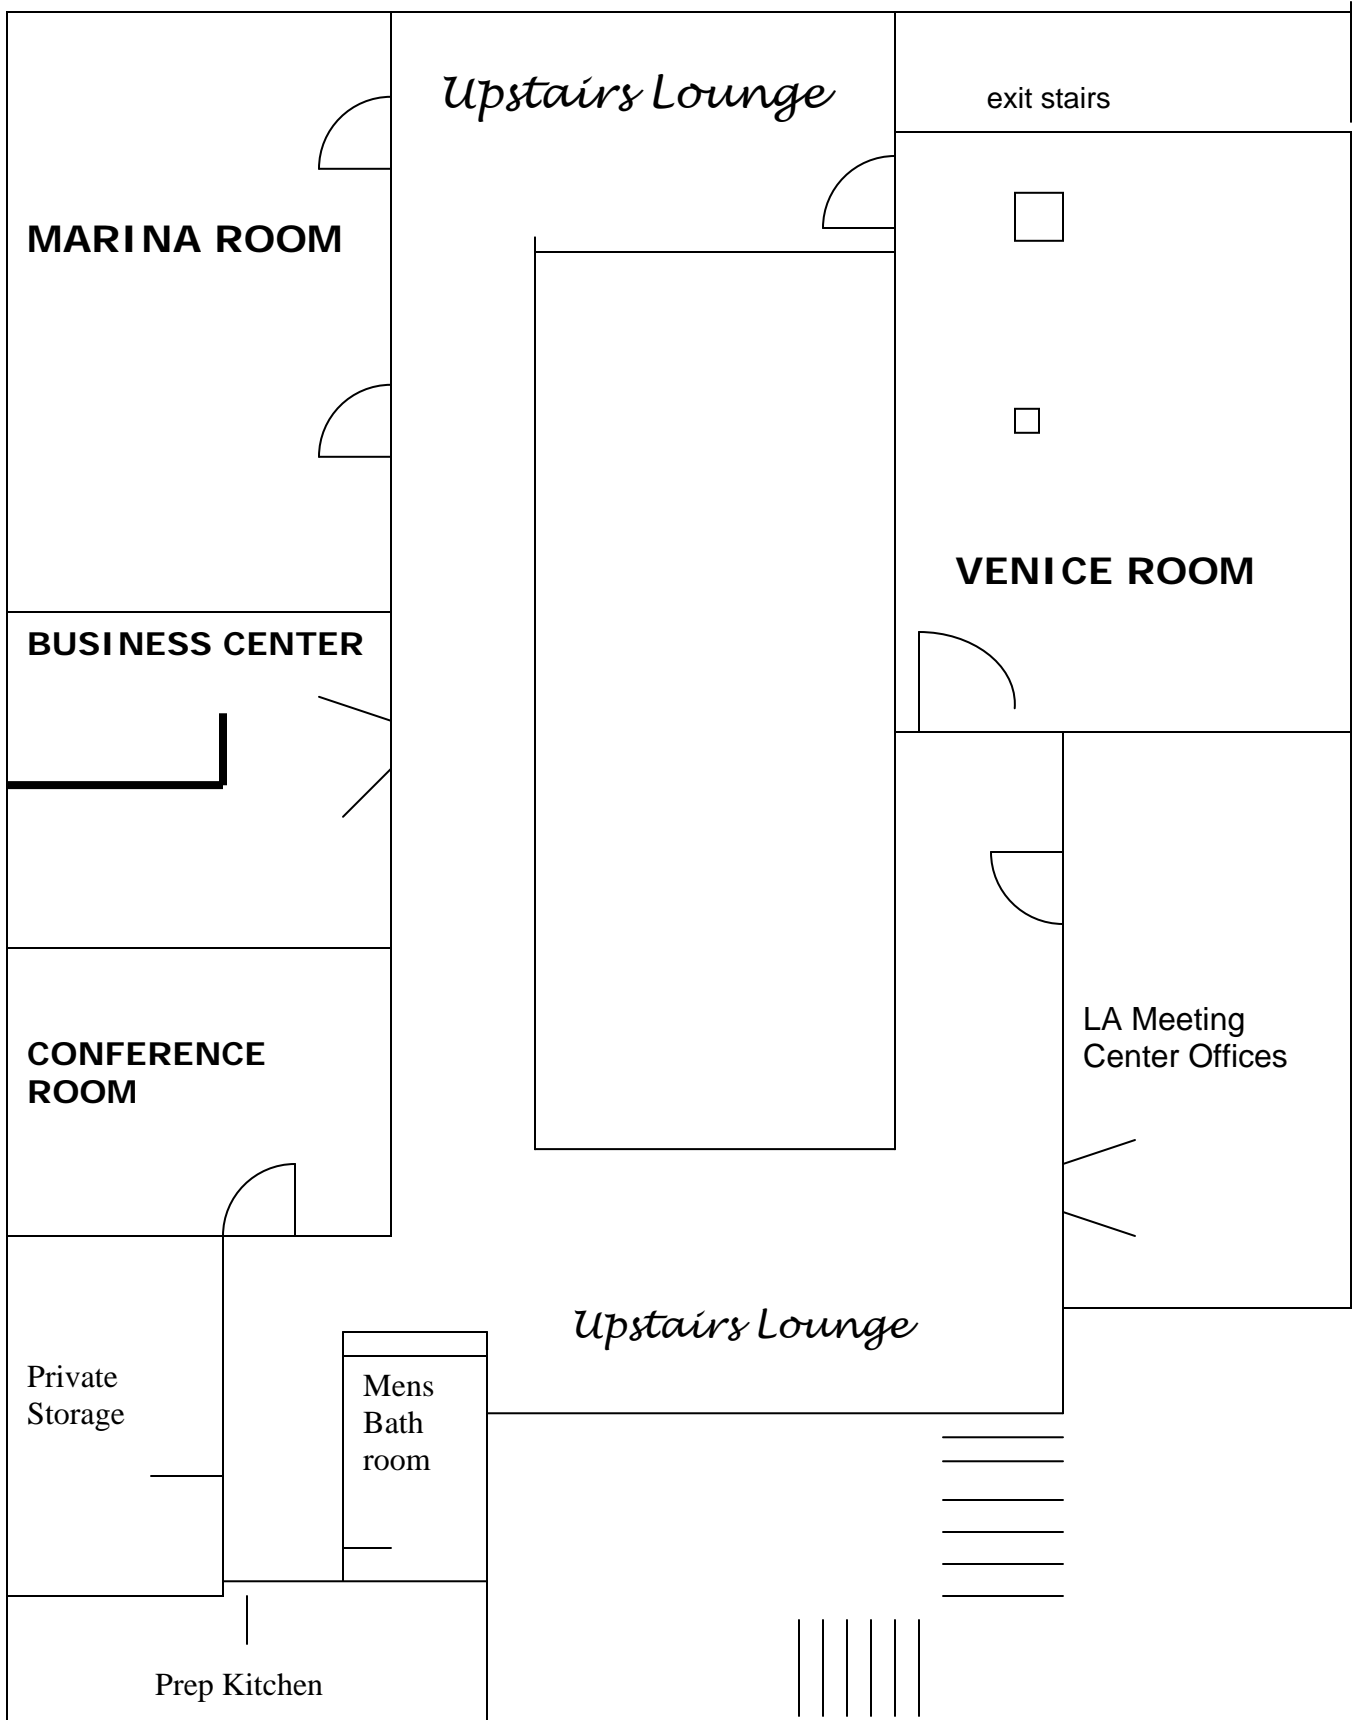 Upstairs Lounge
exit stairs
MARINA ROOM
VENICE ROOM
BUSINESS CENTER
LA Meeting
Center Offices
CONFERENCE
ROOM
Upstairs Lounge
Private
Storage
Mens
Bath
room
Prep Kitchen